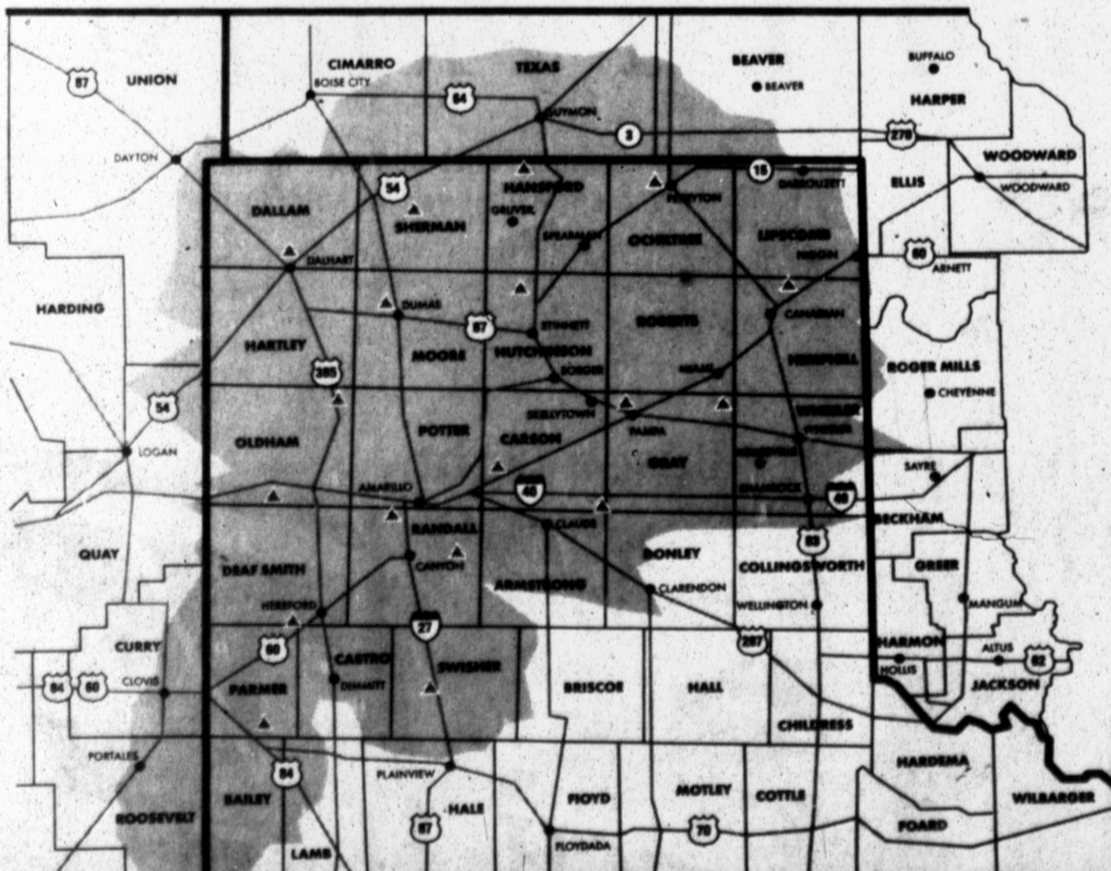 87
UNION
CIMARRO
BOISE CITY
64
TEXAS
GUYMON
3
BEAVER
BEAVER
BUFFALO
HARPER
270
WOODWARD
WOODWARD
ELLIS
DAYTON
DALLAM
54
SHERMAN
HANSFORD
GRUVER
SPEARMAN
PERRYTON
OCHILTREE
15
DARROUZETT
LIPSCOMB
HIGGIN
60
ARNETT
DALHART
HARDING
HARTLEY
385
DUMAS
MOORE
87
STINNETT
HUTCHINSON
BORGER
ROBERTS
MIAMI
CANADIAN
HEMPHILL
ROGER MILLS
CHEYENNE
54
LOGAN
OLDHAM
POTTER
CARSON
SKELLYTOWN
PAMPA
GRAY
WHEELER
WHEELER
SHAMROCK
SAYRE
AMARILLO
40
40
BECKHAM
QUAY
RANDALL
CLAUDE
DONLEY
83
COLLINGSWORTH
GREER
DEAF SMITH
CANYON
ARMSTRONG
CLARENDON
WELLINGTON
MANGUM
HEREFORD
27
CURRY
60
CASTRO
SWISHER
287
HARMON
HOLLIS
ALTUS
62
84
60
CLOVIS
PARMER
DIMMITT
BRISCOE
HALL
CHILDRESS
JACKSON
PORTALES
84
PLAINVIEW
HARDEMA
ROOSEVELT
BAILEY
HALE
FLOYD
MOTLEY
COTTLE
WILBARGER
LAMB
87
FLOYDADA
70
FOARD